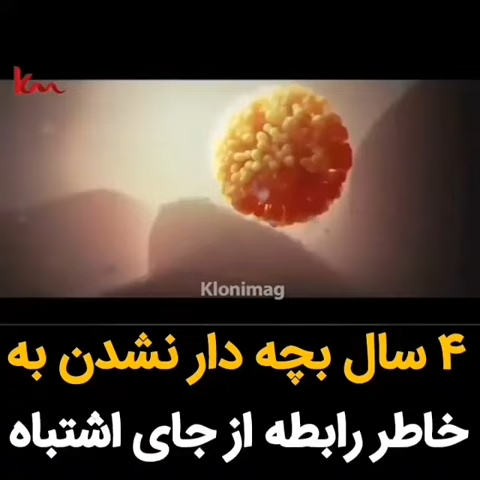 km
Klonimag
۴ سال بچه دار نشدن به
خاطر رابطه از جای اشتباه